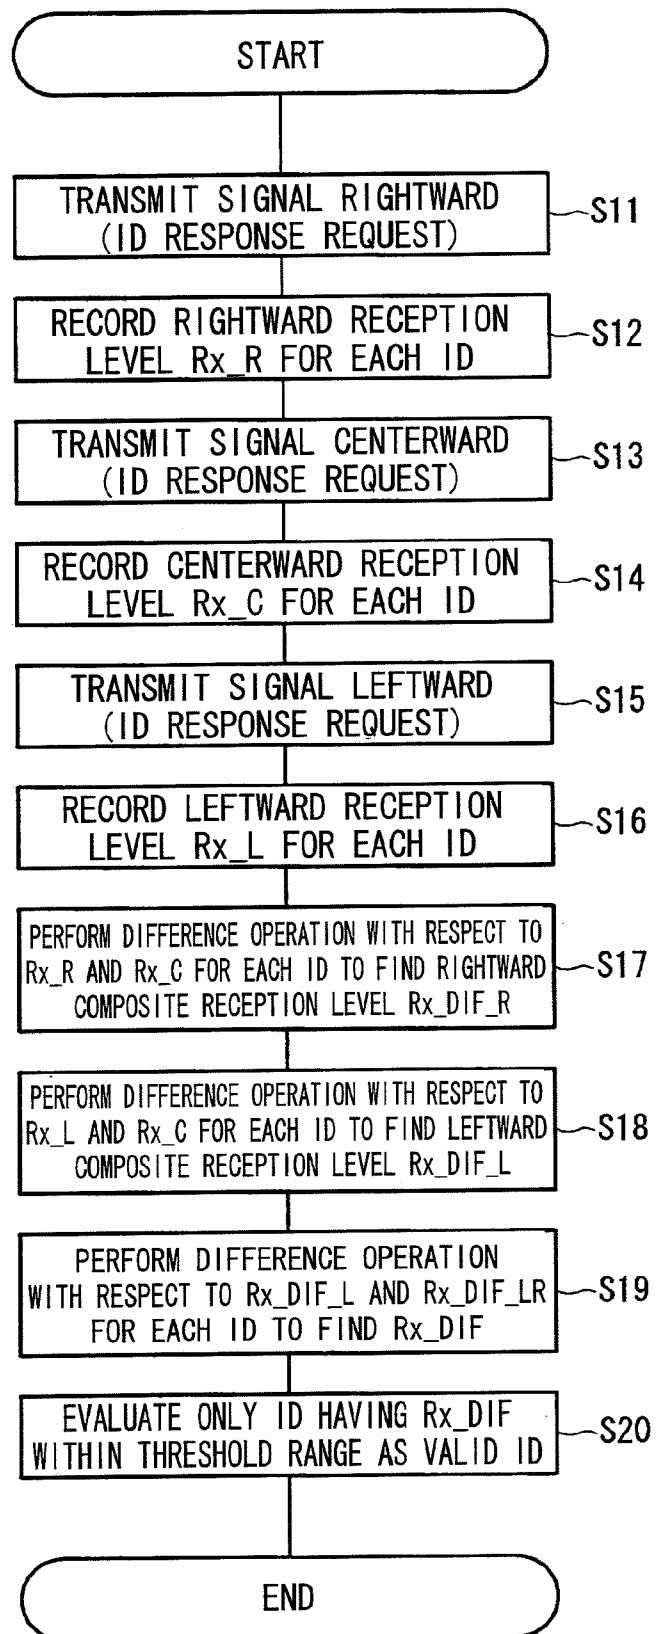 START
TRANSMIT SIGNAL RIGHTWARD
(ID RESPONSE REQUEST)
S11
RECORD RIGHTWARD RECEPTION
LEVEL Rx_R FOR EACH ID
S12
TRANSMIT SIGNAL CENTERWARD
(ID RESPONSE REQUEST)
S13
RECORD CENTERWARD RECEPTION
LEVEL Rx_C FOR EACH ID
S14
TRANSMIT SIGNAL LEFTWARD
(ID RESPONSE REQUEST)
S15
RECORD LEFTWARD RECEPTION
LEVEL Rx_L FOR EACH ID
S16
PERFORM DIFFERENCE OPERATION WITH RESPECT TO
Rx_R AND Rx_C FOR EACH ID TO FIND RIGHTWARD
COMPOSITE RECEPTION LEVEL Rx_DIF_R
S17
PERFORM DIFFERENCE OPERATION WITH RESPECT TO
Rx_L AND Rx_C FOR EACH ID TO FIND LEFTWARD
COMPOSITE RECEPTION LEVEL Rx_DIF_L
S18
PERFORM DIFFERENCE OPERATION
WITH RESPECT TO Rx_DIF_L AND Rx_DIF_LR
FOR EACH ID TO FIND Rx_DIF
S19
EVALUATE ONLY ID HAVING Rx_DIF
WITHIN THRESHOLD RANGE AS VALID ID
S20
END